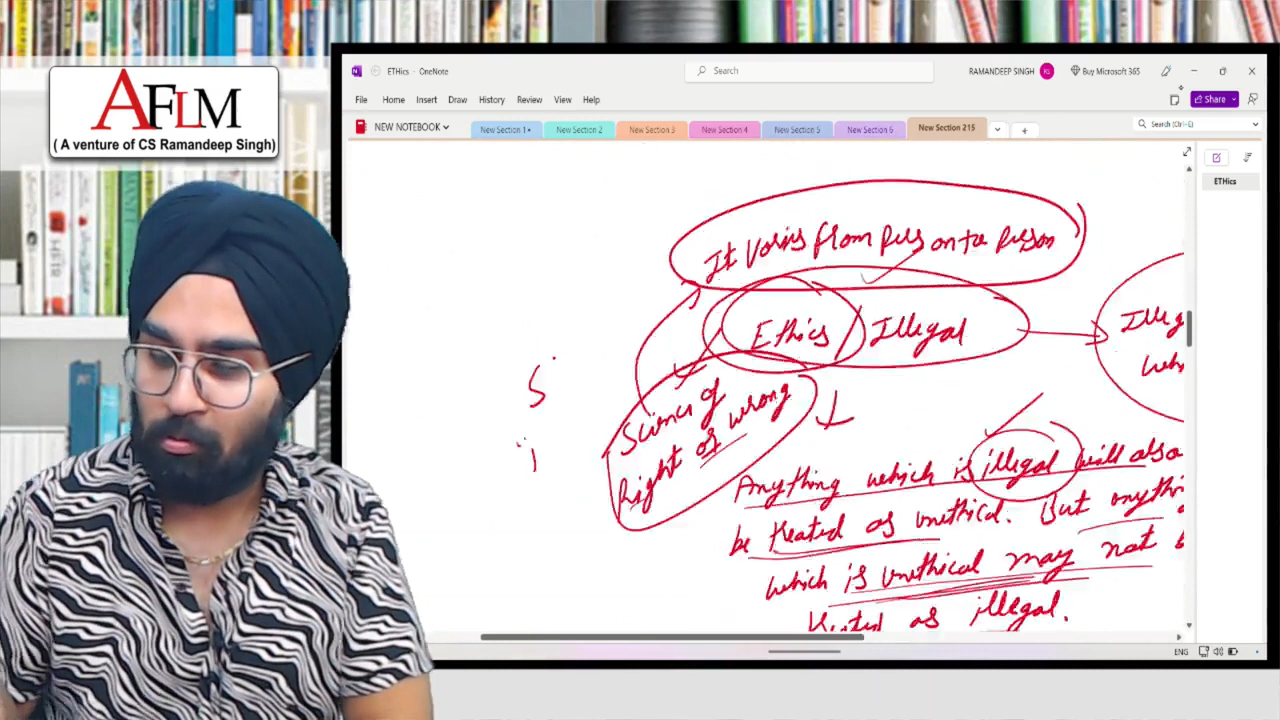 AFLM
( A venture of CS Ramandeep Singh)
ETHics - OneNote
Search
RAMANDEEP SINGH
RS
Buy Microsoft 365
File Home Insert Draw History Review View Help
Share
NEW NOTEBOOK
New Section 1
New Section 2
New Section 3
New Section 4
New Section 5
New Section 6
New Section 215
Search (Ctrl+E)
ETHics
It Varies from person to person
Ethics / Illegal
Science of
Right or wrong
Anything which is illegal will also
be treated as unethical. But anythi
which is unethical may not b
treated as illegal.
ENG